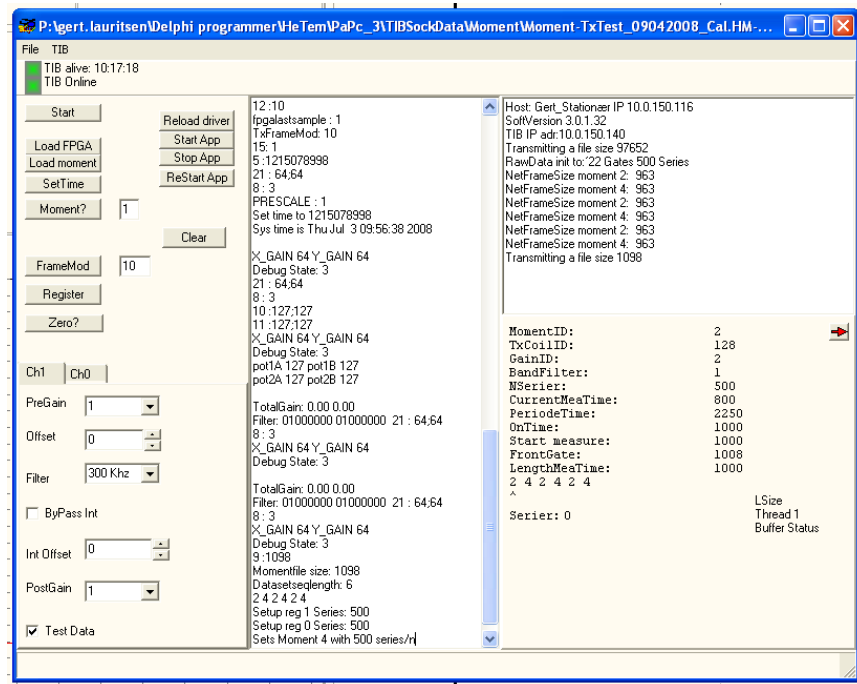 P:\gert.lauritsen\Delphi programmer\HeTem\PaPc_3\TIBSockData\Moment\Moment-TxTest_09042008_Cal.HM-...
File TIB
TIB alive: 10:17:18
TIB Online
Start
Reload driver
Load FPGA
Start App
Load moment
Stop App
SetTime
ReStart App
Moment? 1
Clear
FrameMod 10
Register
Zero?
Ch1 Ch0
PreGain 1
Offset 0
Filter 300 Khz
ByPass Int
Int Offset 0
PostGain 1
Test Data
12 :10
fpgalastsample : 1
TxFrameMod: 10
15: 1
5 :1215078998
21 : 64;64
8 : 3
PRESCALE : 1
Set time to 1215078998
Sys time is Thu Jul 3 09:56:38 2008
X_GAIN 64 Y_GAIN 64
Debug State: 3
21 : 64;64
8 : 3
10 :127;127
11 :127;127
X_GAIN 64 Y_GAIN 64
Debug State: 3
pot1A 127 pot1B 127
pot2A 127 pot2B 127
TotalGain: 0.00 0.00
Filter: 01000000 01000000 21 : 64;64
8 : 3
X_GAIN 64 Y_GAIN 64
Debug State: 3
TotalGain: 0.00 0.00
Filter: 01000000 01000000 21 : 64;64
8 : 3
X_GAIN 64 Y_GAIN 64
Debug State: 3
9 :1098
Momentfile size: 1098
Datasetseqlength: 6
2 4 2 4 2 4
Setup reg 1 Series: 500
Setup reg 0 Series: 500
Sets Moment 4 with 500 series/n
Host: Gert_Stationær IP 10.0.150.116
SoftVersion 3.0.1.32
TIB IP adr:10.0.150.140
Transmitting a file size 97652
RawData init to:´22 Gates 500 Series
NetFrameSize moment 2: 963
NetFrameSize moment 4: 963
NetFrameSize moment 2: 963
NetFrameSize moment 4: 963
NetFrameSize moment 2: 963
NetFrameSize moment 4: 963
Transmitting a file size 1098
MomentID: 2
TxCoilID: 128
GainID: 2
BandFilter: 1
NSerier: 500
CurrentMeaTime: 800
PeriodeTime: 2250
OnTime: 1000
Start measure: 1000
FrontGate: 1008
LengthMeaTime: 1000
2 4 2 4 2 4
^
Serier: 0
LSize
Thread 1
Buffer Status